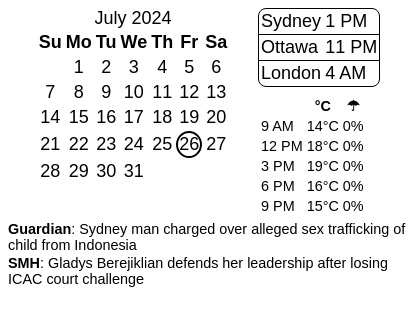 July 2024
Su Mo Tu We Th Fr Sa
1 2 3 4 5 6
7 8 9 10 11 12 13
14 15 16 17 18 19 20
21 22 23 24 25 26 27
28 29 30 31
Sydney 1 PM
Ottawa 11 PM
London 4 AM
°C ☂
9 AM 14°C 0%
12 PM 18°C 0%
3 PM 19°C 0%
6 PM 16°C 0%
9 PM 15°C 0%
Guardian: Sydney man charged over alleged sex trafficking of
child from Indonesia
SMH: Gladys Berejiklian defends her leadership after losing
ICAC court challenge